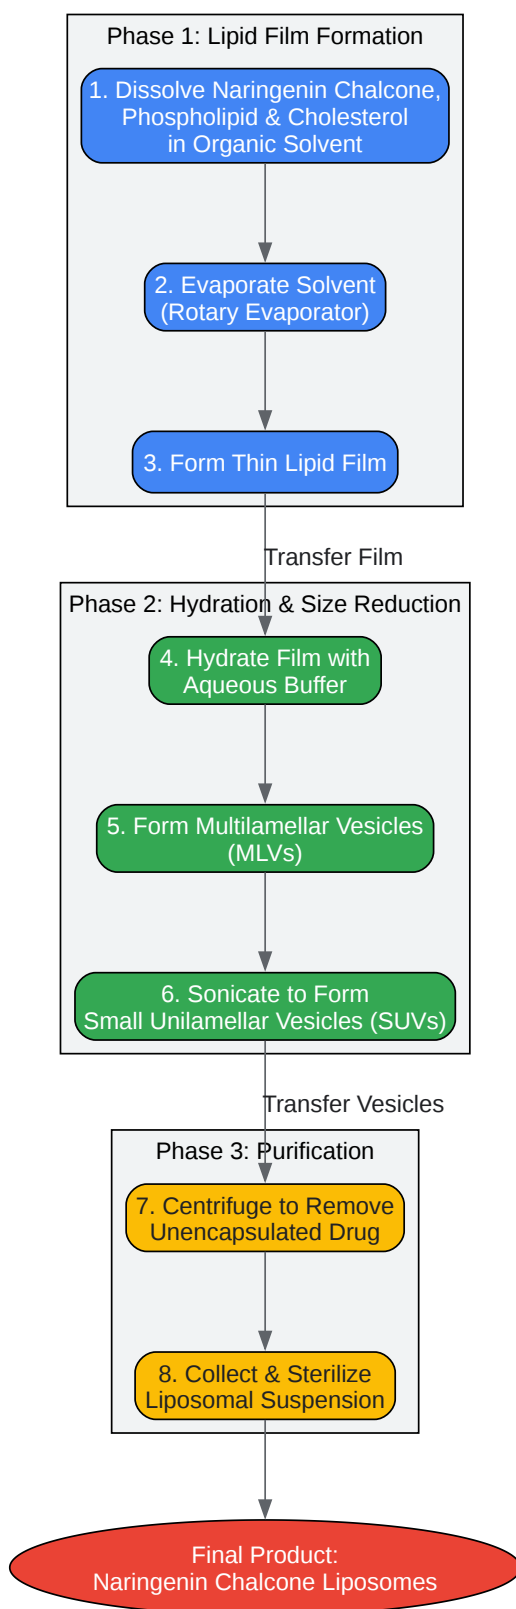 Phase 1: Lipid Film Formation
1. Dissolve Naringenin Chalcone,
Phospholipid & Cholesterol
in Organic Solvent
2. Evaporate Solvent
(Rotary Evaporator)
3. Form Thin Lipid Film
Transfer Film
Phase 2: Hydration & Size Reduction
4. Hydrate Film with
Aqueous Buffer
5. Form Multilamellar Vesicles
(MLVs)
6. Sonicate to Form
Small Unilamellar Vesicles (SUVs)
Transfer Vesicles
Phase 3: Purification
7. Centrifuge to Remove
Unencapsulated Drug
8. Collect & Sterilize
Liposomal Suspension
Final Product:
Naringenin Chalcone Liposomes